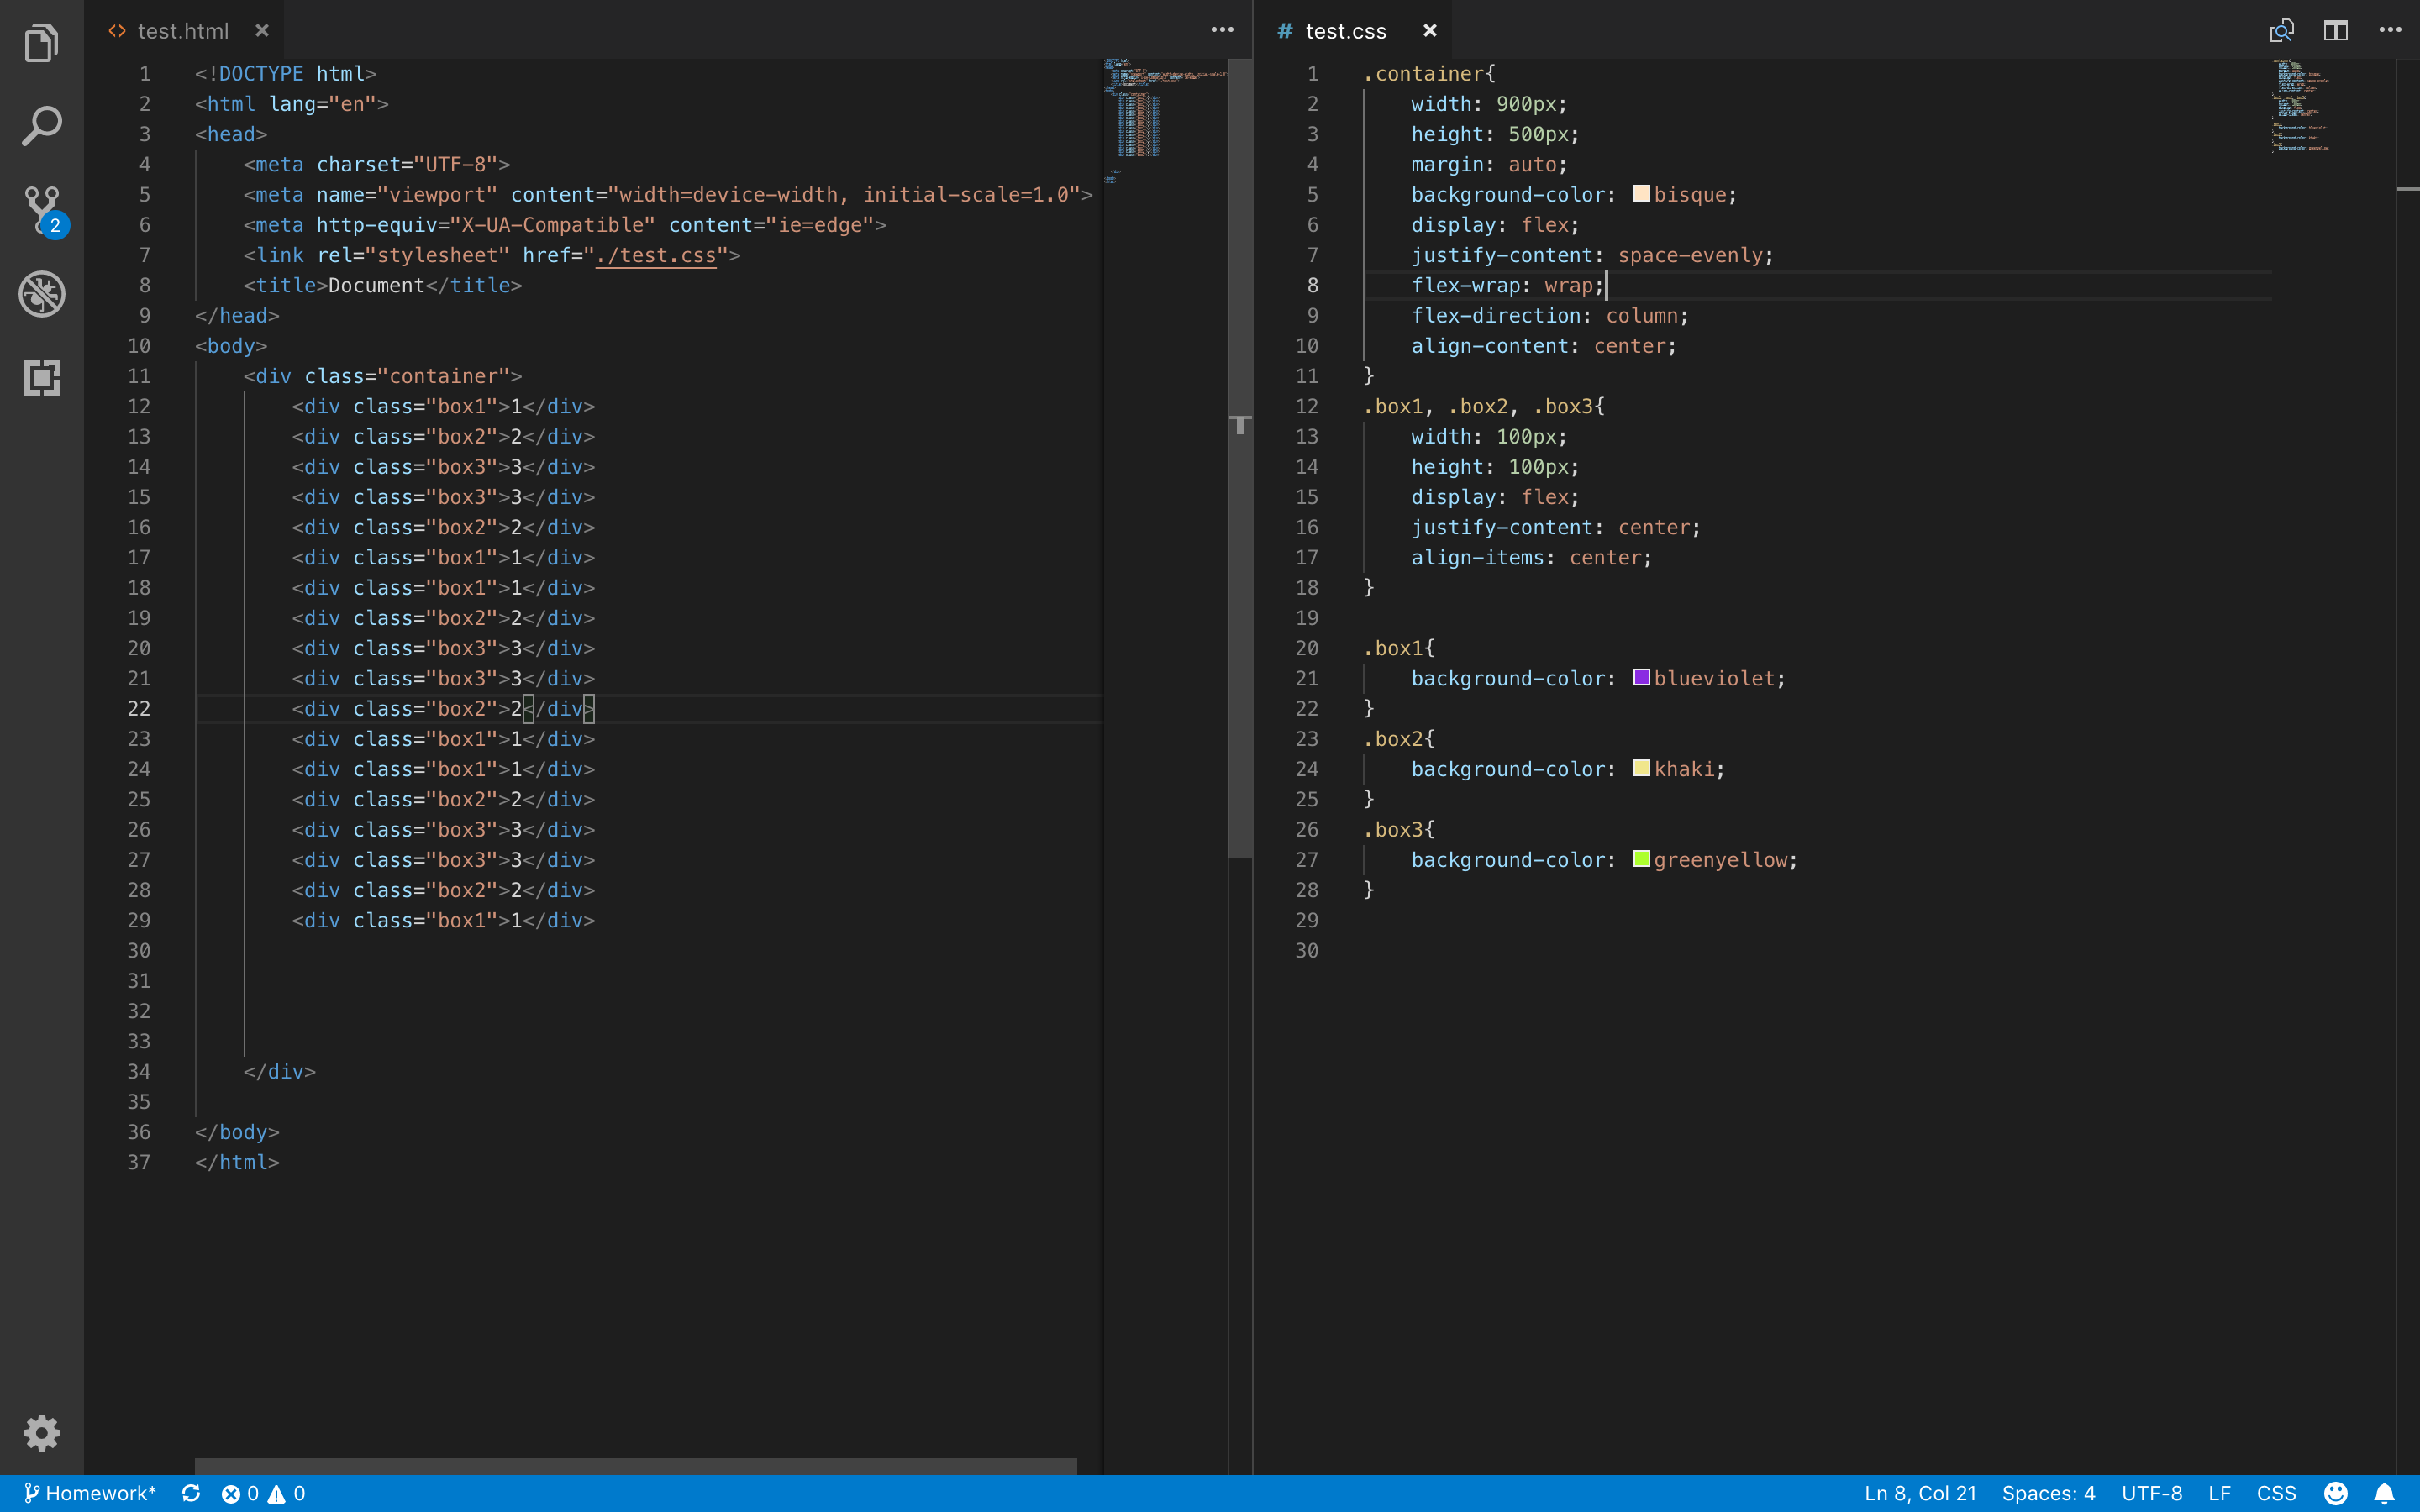 test.html
1 <!DOCTYPE html>
2 <html lang="en">
3 <head>
4     <meta charset="UTF-8">
5     <meta name="viewport" content="width=device-width, initial-scale=1.0">
6     <meta http-equiv="X-UA-Compatible" content="ie=edge">
7     <link rel="stylesheet" href="./test.css">
8     <title>Document</title>
9 </head>
10 <body>
11     <div class="container">
12         <div class="box1">1</div>
13         <div class="box2">2</div>
14         <div class="box3">3</div>
15         <div class="box3">3</div>
16         <div class="box2">2</div>
17         <div class="box1">1</div>
18         <div class="box1">1</div>
19         <div class="box2">2</div>
20         <div class="box3">3</div>
21         <div class="box3">3</div>
22         <div class="box2">2</div>
23         <div class="box1">1</div>
24         <div class="box1">1</div>
25         <div class="box2">2</div>
26         <div class="box3">3</div>
27         <div class="box3">3</div>
28         <div class="box2">2</div>
29         <div class="box1">1</div>
30
31
32
33
34     </div>
35
36 </body>
37 </html>
# test.css
1 .container{
2     width: 900px;
3     height: 500px;
4     margin: auto;
5     background-color: bisque;
6     display: flex;
7     justify-content: space-evenly;
8     flex-wrap: wrap;
9     flex-direction: column;
10     align-content: center;
11 }
12 .box1, .box2, .box3{
13     width: 100px;
14     height: 100px;
15     display: flex;
16     justify-content: center;
17     align-items: center;
18 }
19
20 .box1{
21     background-color: blueviolet;
22 }
23 .box2{
24     background-color: khaki;
25 }
26 .box3{
27     background-color: greenyellow;
28 }
29
30
2
Homework* 0 0 Ln 8, Col 21 Spaces: 4 UTF-8 LF CSS